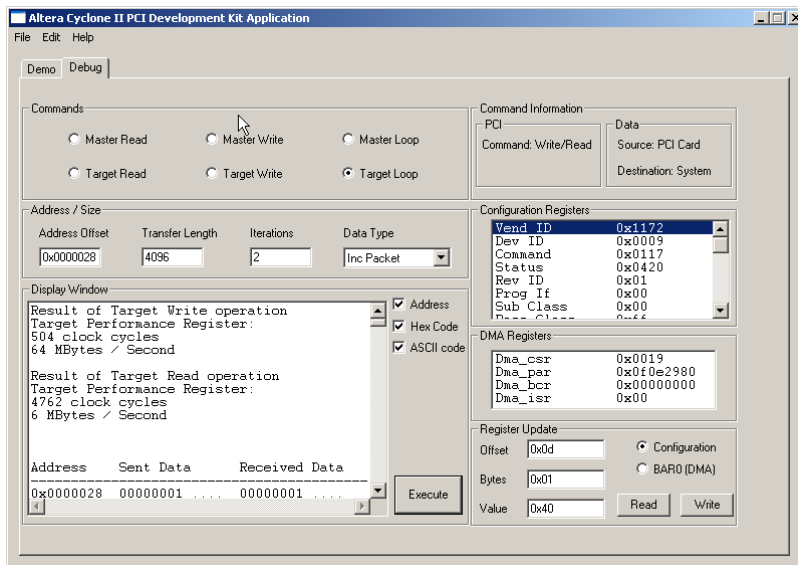 Altera Cyclone II PCI Development Kit Application
File Edit Help
Demo Debug
Commands
Master Read Master Write Master Loop
Target Read Target Write Target Loop
Command Information
PCI
Command: Write/Read
Data
Source: PCI Card
Destination: System
Address / Size
Address Offset Transfer Length Iterations Data Type
0x0000028 4096 2 Inc Packet
Configuration Registers
Vend ID 0x1172
Dev ID 0x0009
Command 0x0117
Status 0x0420
Rev ID 0x01
Prog If 0x00
Sub Class 0x00
Display Window
Result of Target Write operation
Target Performance Register:
504 clock cycles
64 MBytes / Second
Result of Target Read operation
Target Performance Register:
4762 clock cycles
6 MBytes / Second
Address Sent Data Received Data
--------------------------------------------
0x0000028 00000001 .... 00000001 ....
Address
Hex Code
ASCII code
Execute
DMA Registers
Dma_csr 0x0019
Dma_par 0x0f0e2980
Dma_bcr 0x00000000
Dma_isr 0x00
Register Update
Offset 0x0d Configuration
Bytes 0x01 BAR0 (DMA)
Value 0x40 Read Write